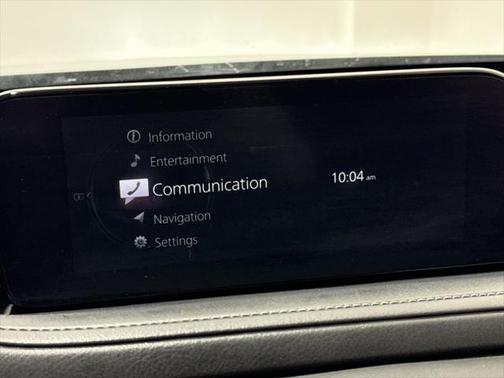 Information
Entertainment
Communication
10:04 am
Navigation
Settings